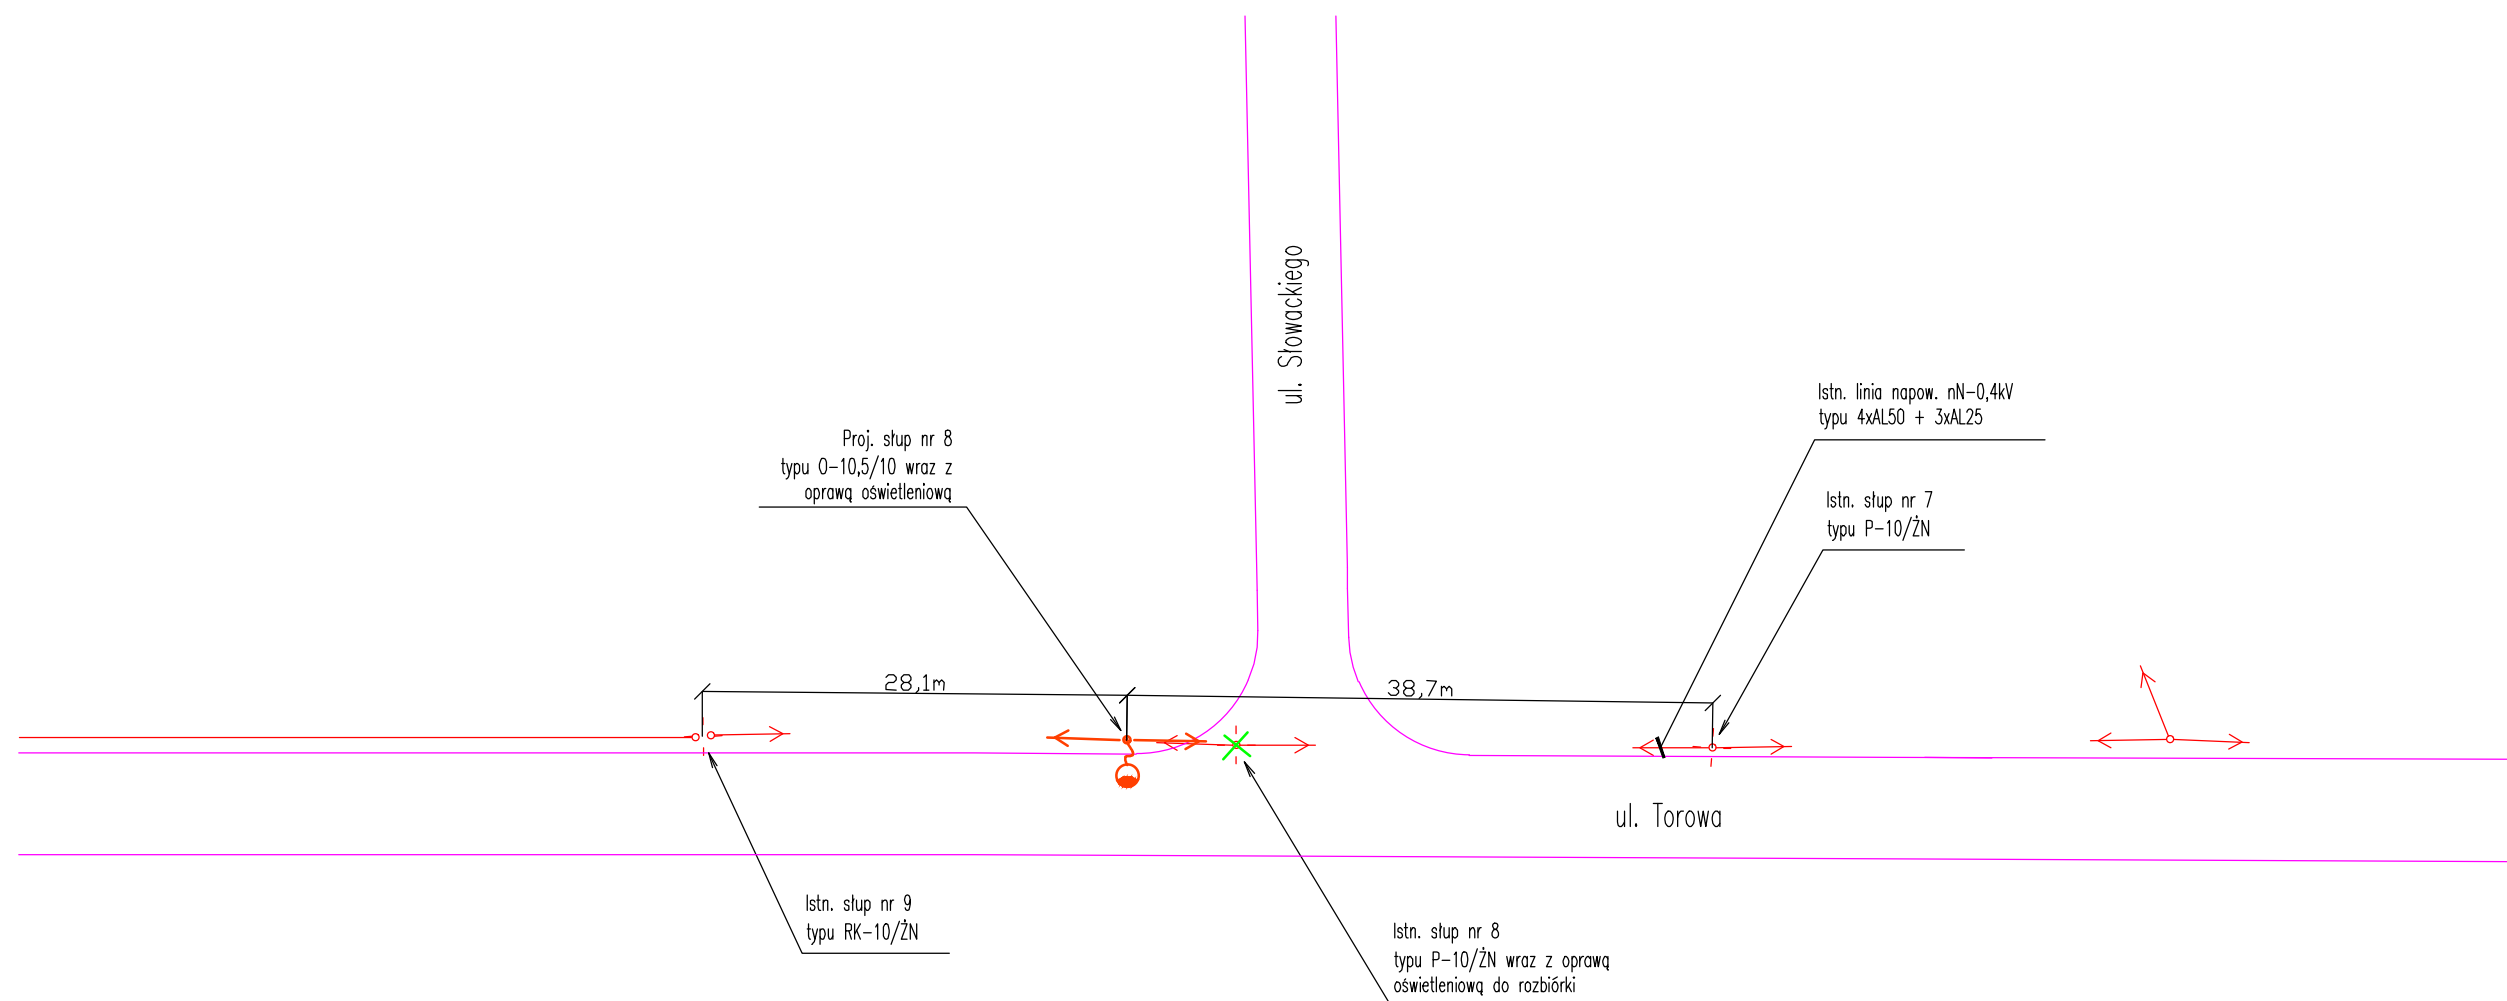 ul. Słowackiego
Istn. linia napow. nN-0,4kV
typu 4xAL50 + 3xAL25
Proj. słup nr 8
typu O-10,5/10 wraz z
oprawą oświetleniową
Istn. słup nr 7
typu P-10/ŻN
28,1m
38,7m
ul. Torowa
Istn. słup nr 9
typu RK-10/ŻN
Istn. słup nr 8
typu P-10/ŻN wraz z oprawą
oświetleniową do rozbiórki